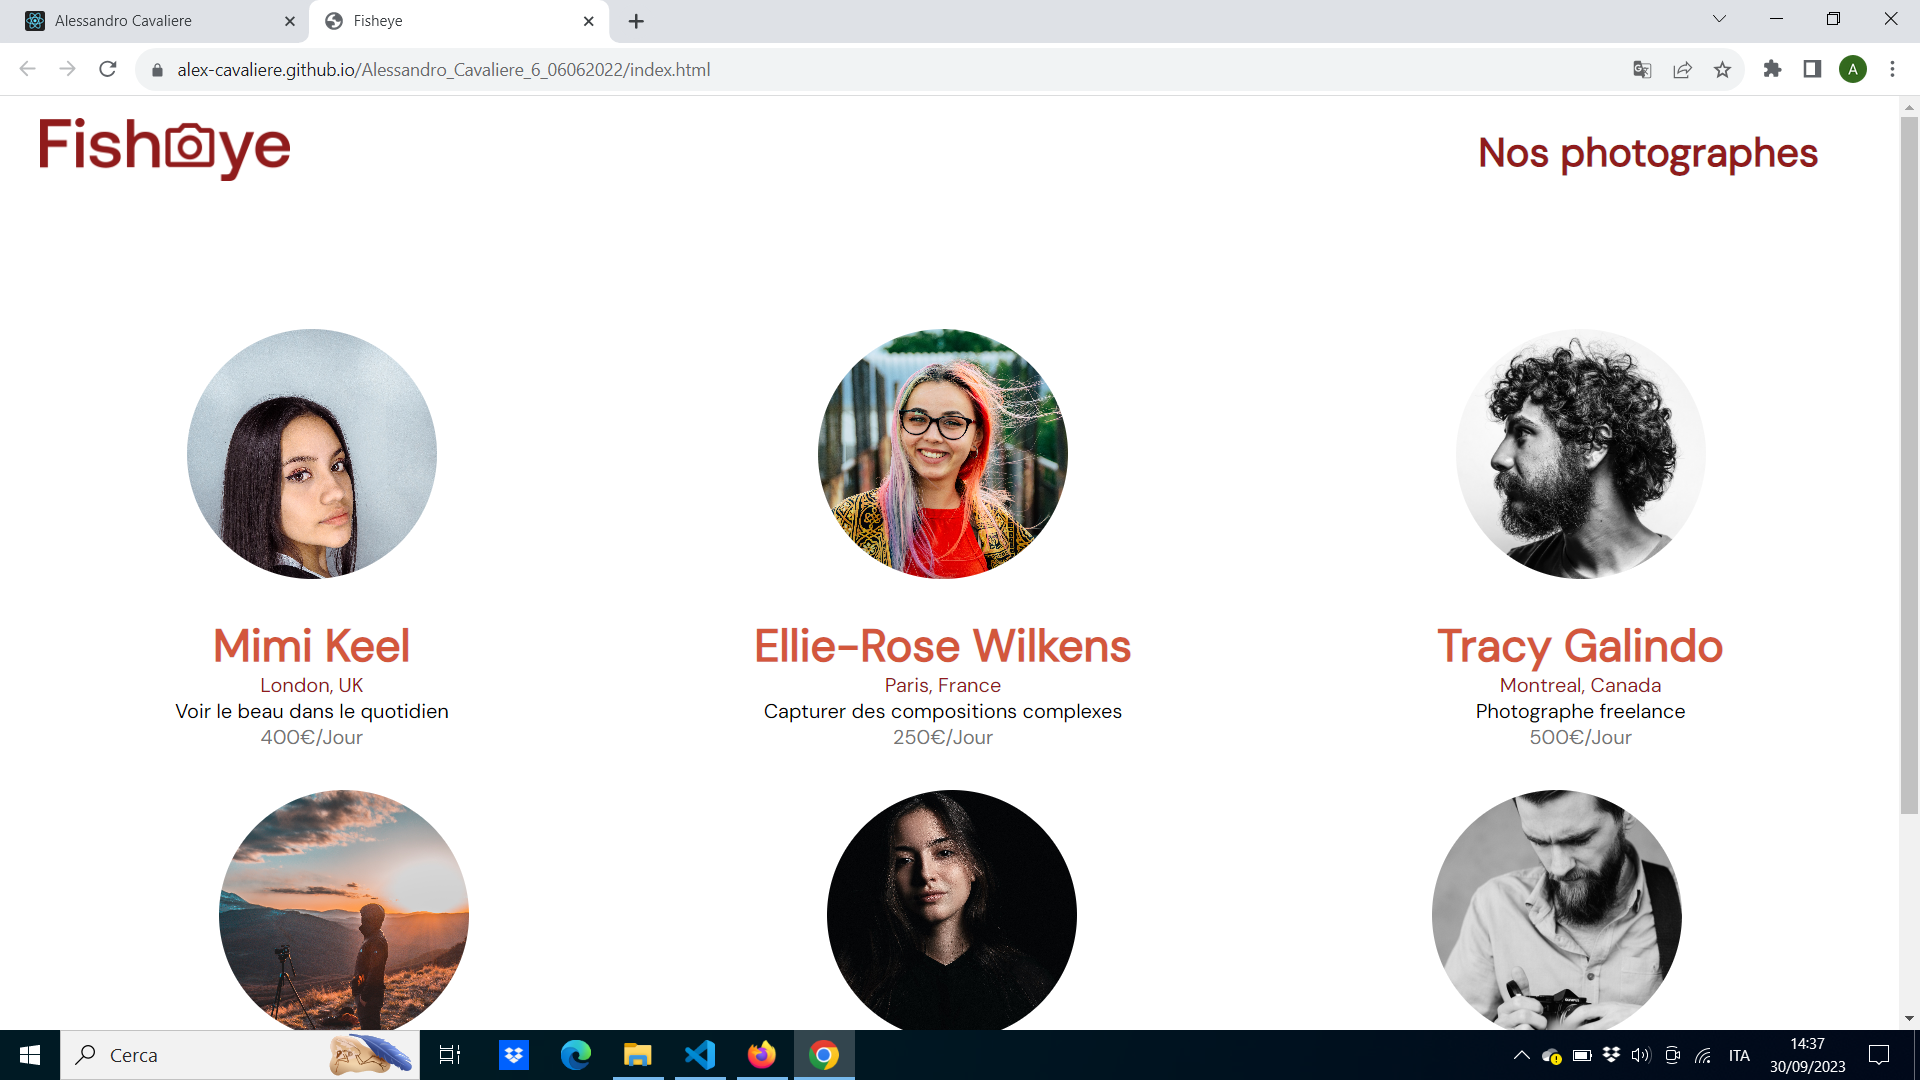 Alessandro Cavaliere
Fisheye
alex-cavaliere.github.io/Alessandro_Cavaliere_6_06062022/index.html
A
Fisheye
Nos photographes
Mimi Keel
London, UK
Voir le beau dans le quotidien
400€/Jour
Ellie-Rose Wilkens
Paris, France
Capturer des compositions complexes
250€/Jour
Tracy Galindo
Montreal, Canada
Photographe freelance
500€/Jour
OLYMPUS
Cerca
ITA
14:37
30/09/2023